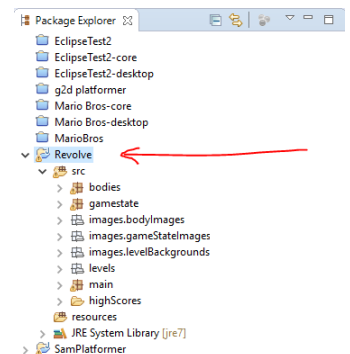 Package Explorer
EclipseTest2
EclipseTest2-core
EclipseTest2-desktop
g2d platformer
Mario Bros-core
Mario Bros-desktop
MarioBros
Revolve
src
bodies
gamestate
images.bodyImages
images.gameStateImages
images.levelBackgrounds
levels
main
highScores
resources
JRE System Library [jre7]
SamPlatformer